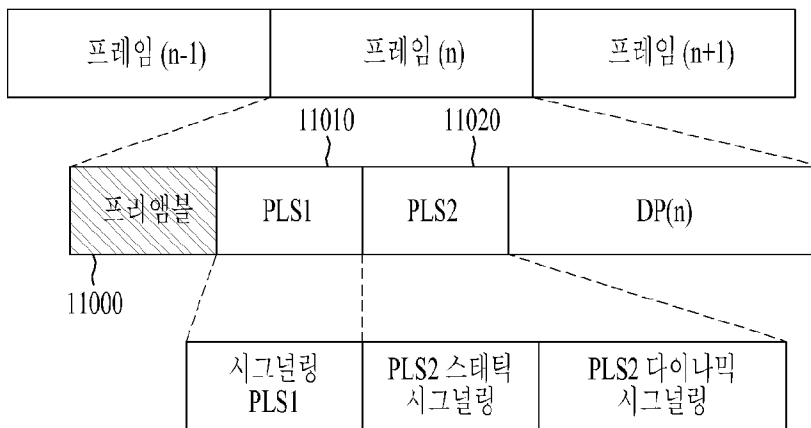 프레임 (n-1)
프레임 (n)
프레임 (n+1)
11010
11020
프리앰블
PLS1
PLS2
DP(n)
11000
시그널링
PLS1
PLS2 스태틱
시그널링
PLS2 다이나믹
시그널링